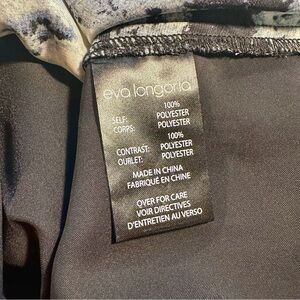 eva longoria
100%
SELF: POLYESTER
CORPS: POLYESTER
100%
CONTRAST: POLYESTER
OURLET: POLYESTER
MADE IN CHINA
FABRIQUÉ EN CHINE
OVER FOR CARE
VOIR DIRECTIVES
D'ENTRETIEN AU VERSO